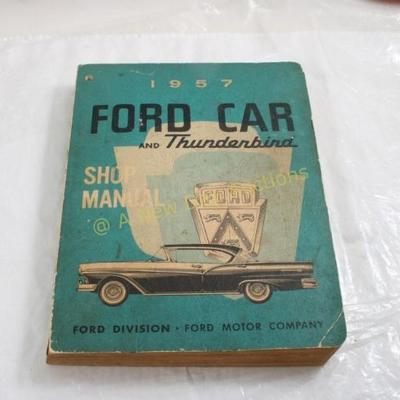 1957
FORD CAR
AND Thunderbird
SHOP
MANUAL
FORD
FORD DIVISION · FORD MOTOR COMPANY